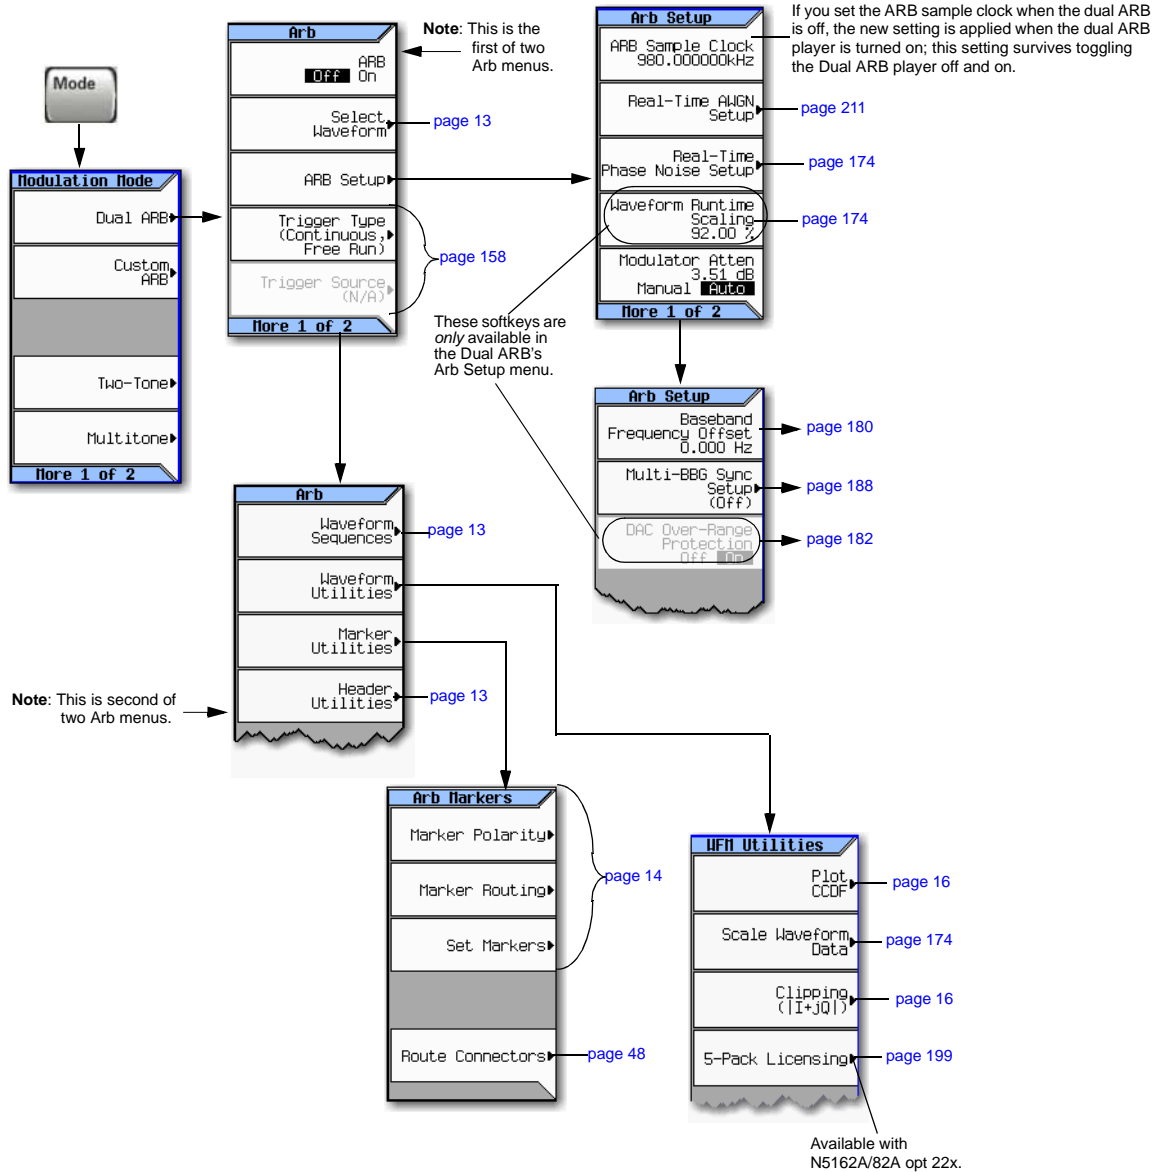 Mode
Modulation Mode
Dual ARB
Custom
ARB
Two-Tone
Multitone
More 1 of 2
Arb
ARB
Off On
Select
Waveform
ARB Setup
Trigger Type
(Continuous,
Free Run)
Trigger Source
(N/A)
More 1 of 2
Note: This is the
first of two
Arb menus.
page 13
page 158
Arb Setup
ARB Sample Clock
980.000000kHz
Real-Time AWGN
Setup
Real-Time
Phase Noise Setup
Waveform Runtime
Scaling
92.00 %
Modulator Atten
3.51 dB
Manual Auto
More 1 of 2
If you set the ARB sample clock when the dual ARB
is off, the new setting is applied when the dual ARB
player is turned on; this setting survives toggling
the Dual ARB player off and on.
page 211
page 174
page 174
These softkeys are
only available in
the Dual ARB's
Arb Setup menu.
Arb Setup
Baseband
Frequency Offset
0.000 Hz
Multi-BBG Sync
Setup
(Off)
DAC Over-Range
Protection
Off On
page 180
page 188
page 182
Arb
Waveform
Sequences
Waveform
Utilities
Marker
Utilities
Header
Utilities
page 13
page 13
Note: This is second of
two Arb menus.
Arb Markers
Marker Polarity
Marker Routing
Set Markers
Route Connectors
page 14
page 48
WFM Utilities
Plot
CCDF
Scale Waveform
Data
Clipping
(|I+jQ|)
5-Pack Licensing
page 16
page 174
page 16
page 199
Available with
N5162A/82A opt 22x.